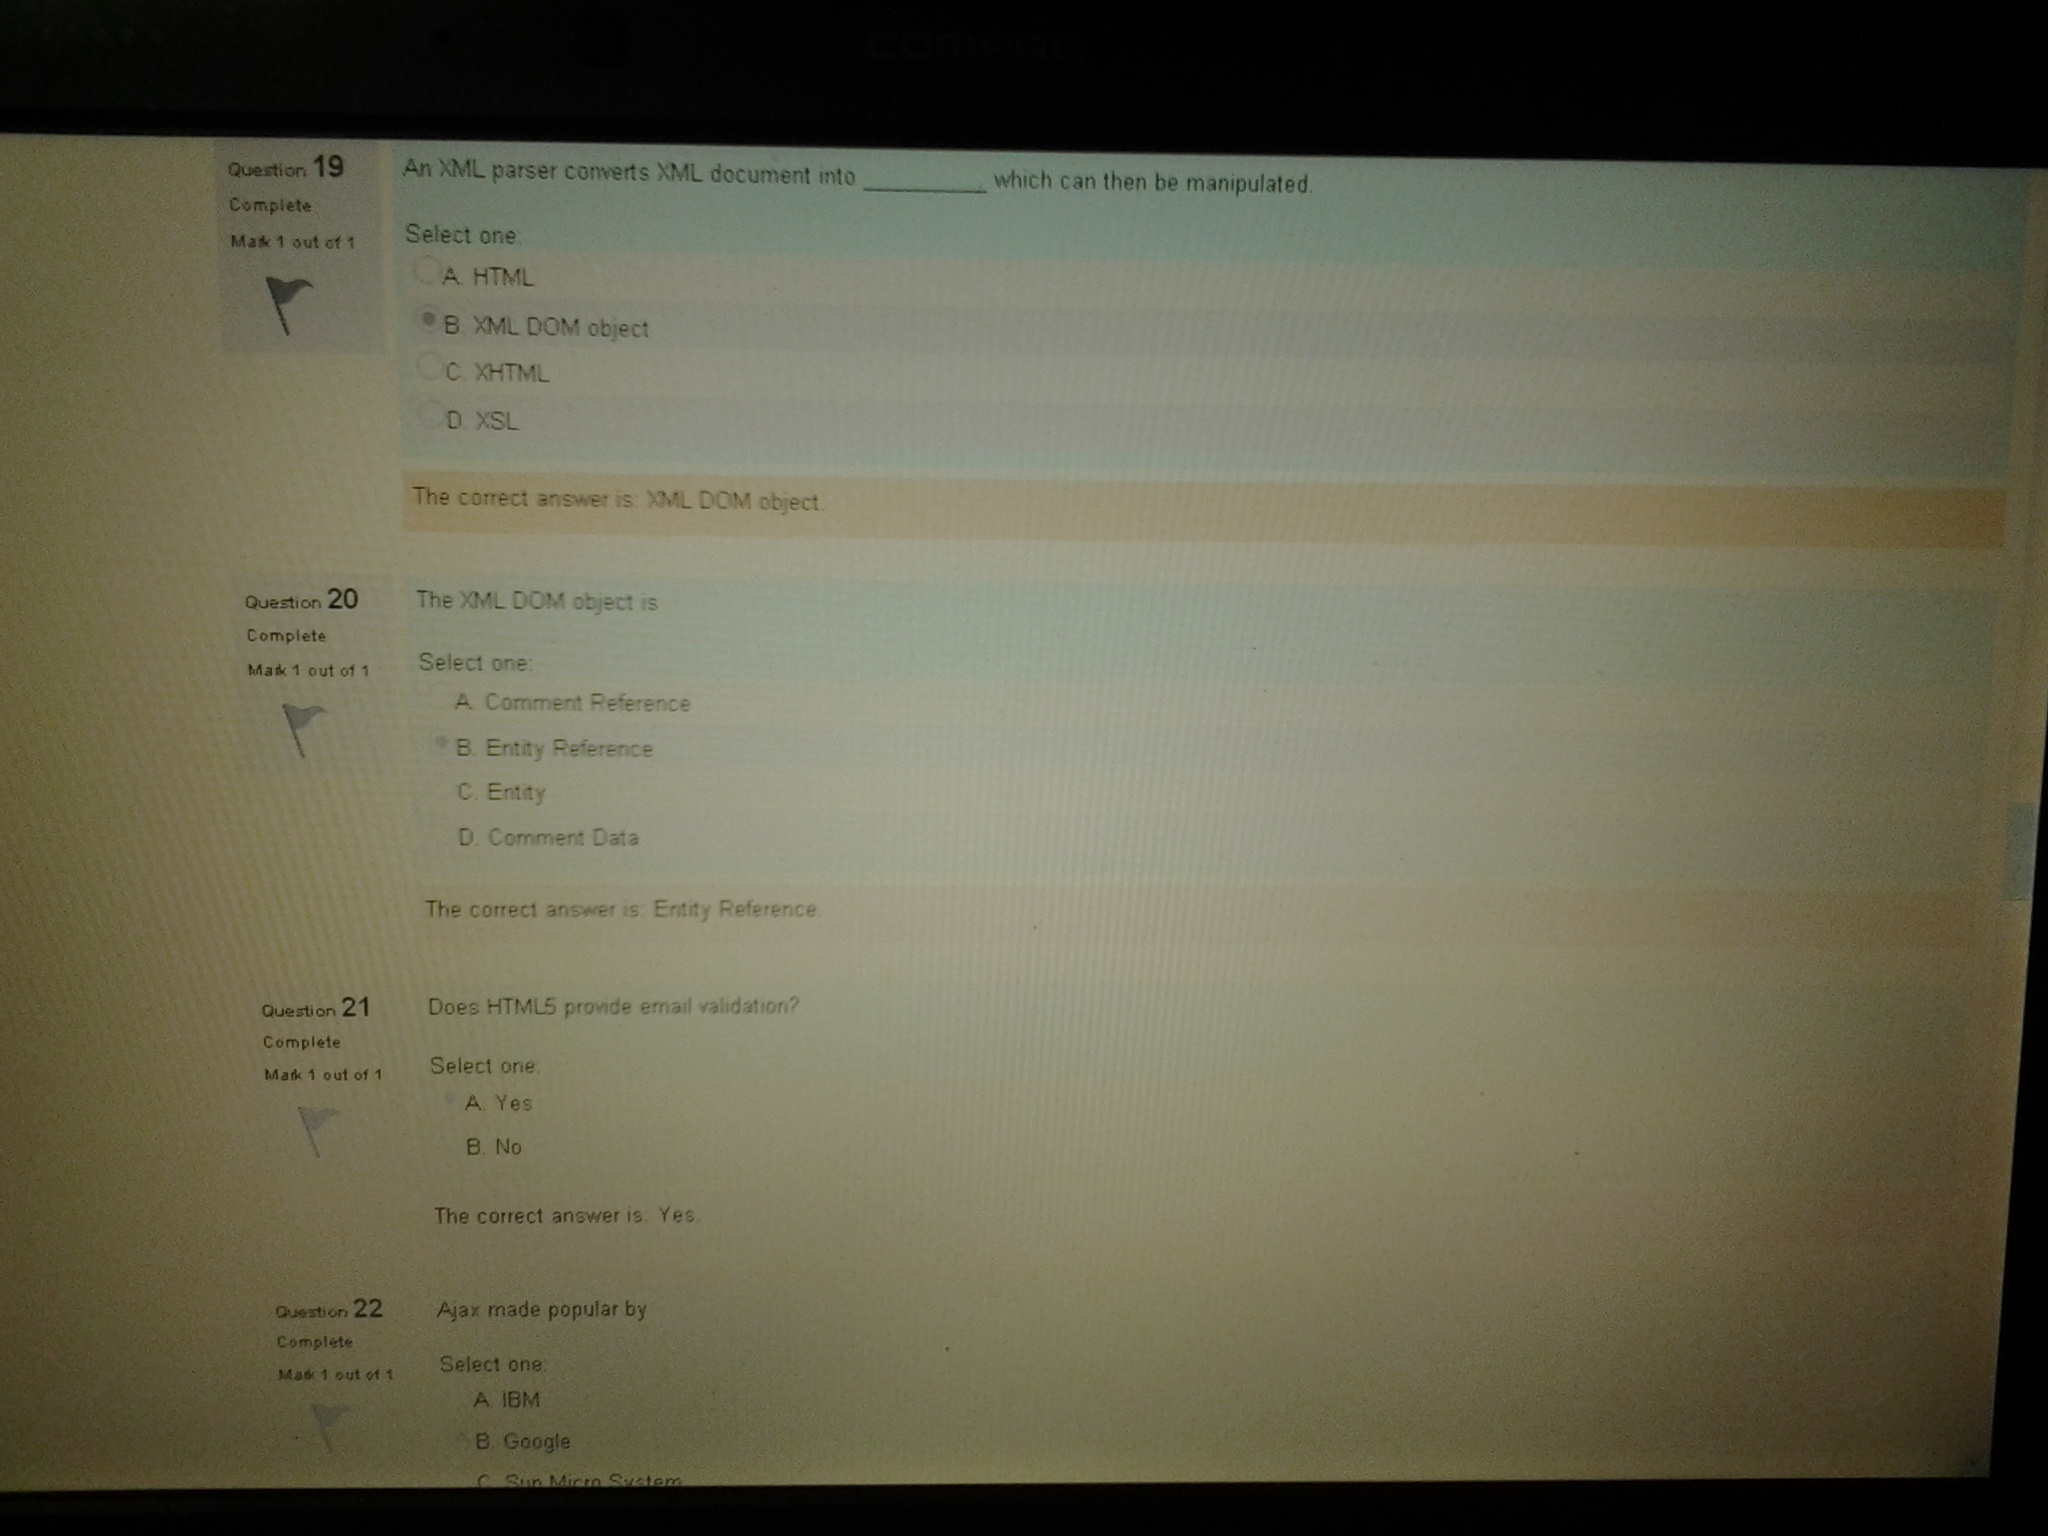 COMPAQ
Question 19
Complete
Mark 1 out of 1
An XML parser converts XML document into __________ which can then be manipulated.
Select one:
A. HTML
B. XML DOM object
C. XHTML
D. XSL
The correct answer is: XML DOM object.
Question 20
Complete
Mark 1 out of 1
The XML DOM object is
Select one:
A. Comment Reference
B. Entity Reference
C. Entity
D. Comment Data
The correct answer is: Entity Reference.
Question 21
Complete
Mark 1 out of 1
Does HTML5 provide email validation?
Select one:
A. Yes
B. No
The correct answer is: Yes.
Question 22
Complete
Mark 1 out of 1
Ajax made popular by
Select one:
A. IBM
B. Google
C. Sun Micro System